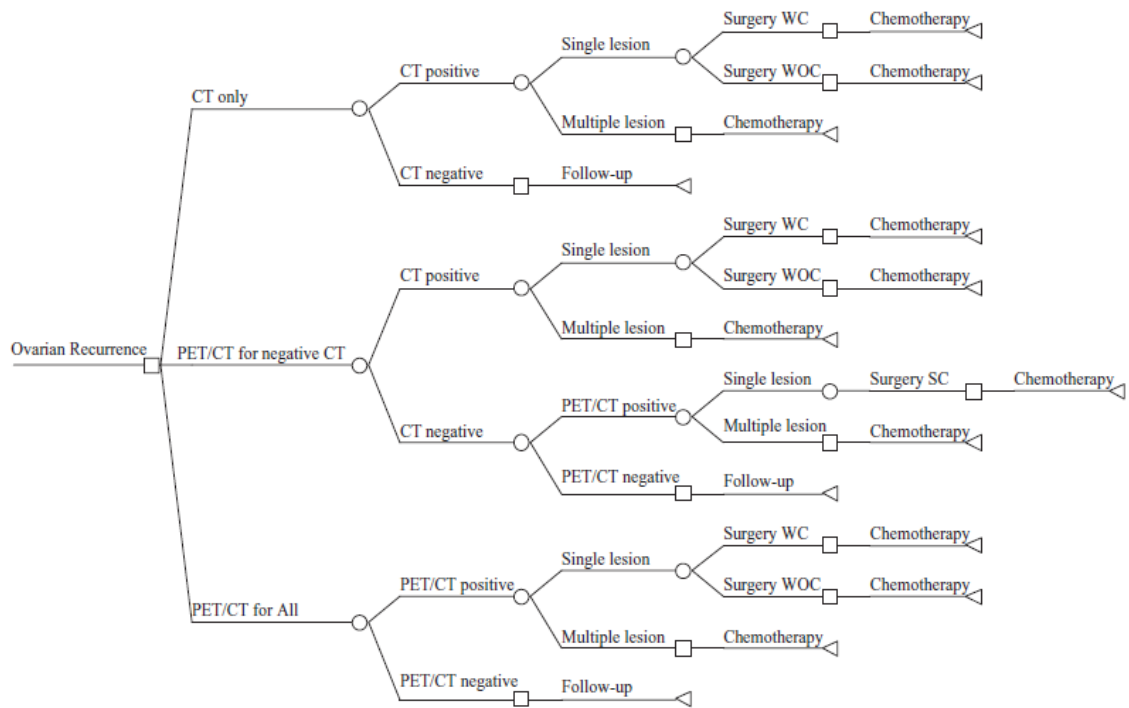 Surgery WC Chemotherapy
Single lesion
Surgery WOC Chemotherapy
CT positive
CT only
Multiple lesion Chemotherapy
CT negative Follow-up
Surgery WC Chemotherapy
Single lesion
Surgery WOC Chemotherapy
CT positive
Multiple lesion Chemotherapy
Ovarian Recurrence PET/CT for negative CT
Single lesion Surgery SC Chemotherapy
PET/CT positive
Multiple lesion Chemotherapy
CT negative
PET/CT negative Follow-up
Surgery WC Chemotherapy
Single lesion
Surgery WOC Chemotherapy
PET/CT positive
PET/CT for All
Multiple lesion Chemotherapy
PET/CT negative Follow-up